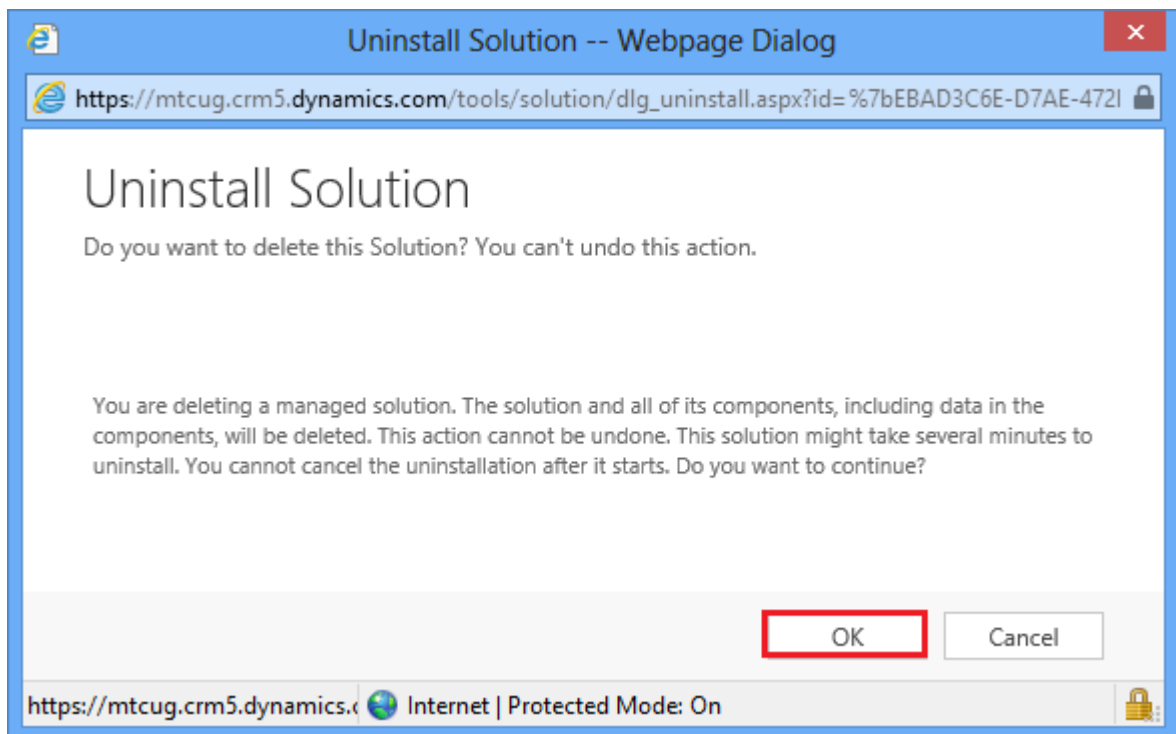 Uninstall Solution -- Webpage Dialog
https://mtcug.crm5.dynamics.com/tools/solution/dlg_uninstall.aspx?id=%7bEBAD3C6E-D7AE-472
Uninstall Solution
Do you want to delete this Solution? You can't undo this action.
You are deleting a managed solution. The solution and all of its components, including data in the
components, will be deleted. This action cannot be undone. This solution might take several minutes to
uninstall. You cannot cancel the uninstallation after it starts. Do you want to continue?
OK Cancel
https://mtcug.crm5.dynamics. Internet | Protected Mode: On